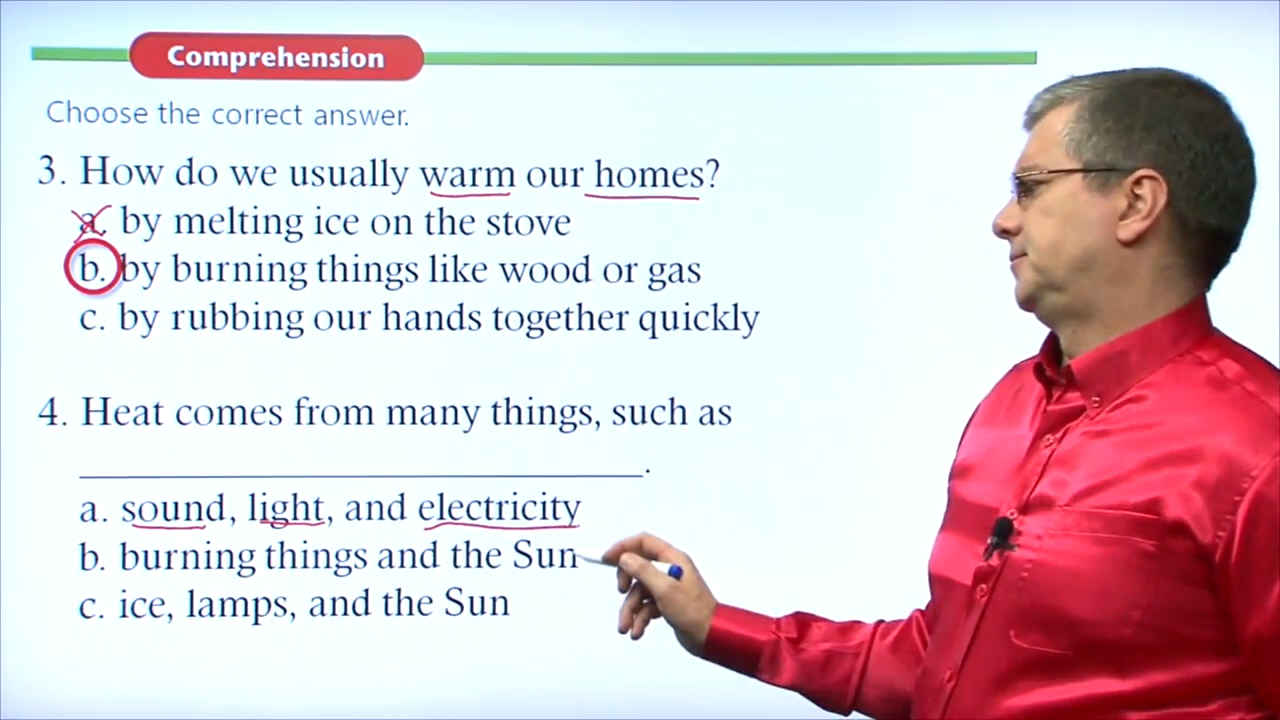 Comprehension
Choose the correct answer.
3. How do we usually warm our homes?
a. by melting ice on the stove
b. by burning things like wood or gas
c. by rubbing our hands together quickly
4. Heat comes from many things, such as
.
a. sound, light, and electricity
b. burning things and the Sun
c. ice, lamps, and the Sun